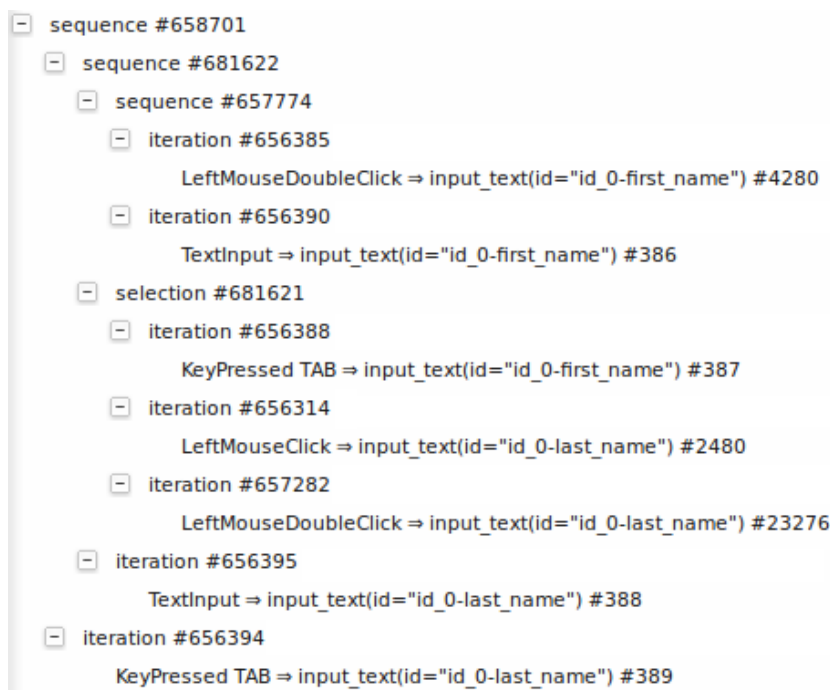 sequence #658701
sequence #681622
sequence #657774
iteration #656385
LeftMouseDoubleClick ⇒ input_text(id="id_0-first_name") #4280
iteration #656390
TextInput ⇒ input_text(id="id_0-first_name") #386
selection #681621
iteration #656388
KeyPressed TAB ⇒ input_text(id="id_0-first_name") #387
iteration #656314
LeftMouseClick ⇒ input_text(id="id_0-last_name") #2480
iteration #657282
LeftMouseDoubleClick ⇒ input_text(id="id_0-last_name") #23276
iteration #656395
TextInput ⇒ input_text(id="id_0-last_name") #388
iteration #656394
KeyPressed TAB ⇒ input_text(id="id_0-last_name") #389